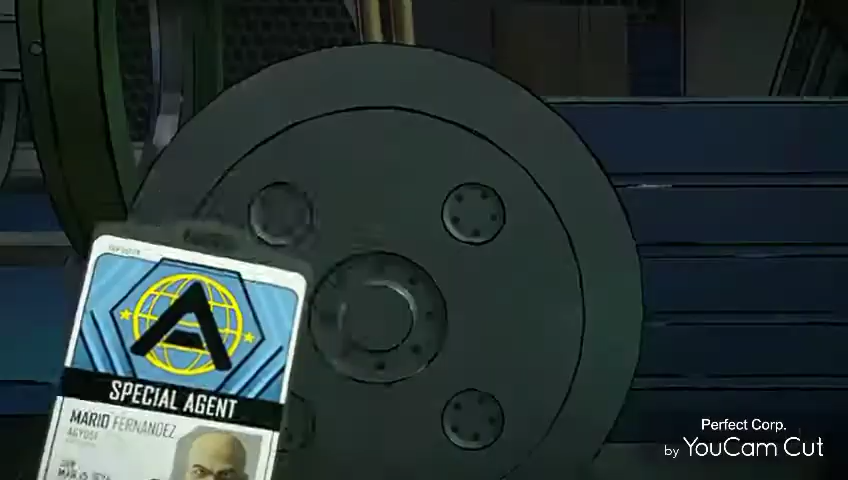 SPECIAL AGENT
MARIO FERNANDEZ
Perfect Corp.
by YouCam Cut